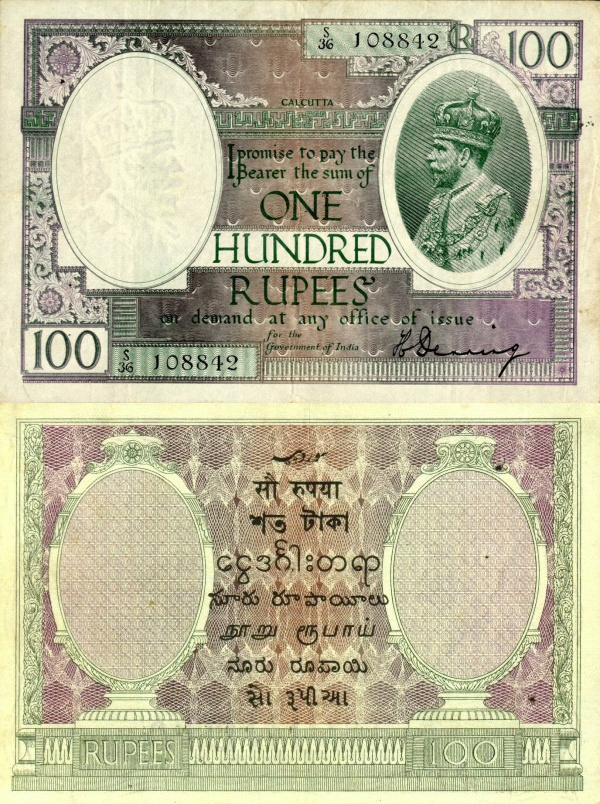 S/36 108842 R 100
CALCUTTA
I promise to pay the
Bearer the sum of
ONE
HUNDRED
RUPEES
on demand at any office of issue
for the
Government of India
H Denning
100 S/36 108842
सौ रुपया
শত টাকা
ငွေဒင်္ဂါးတရာ
నూరు రూపాయీలు
நூறு ரூபாய்
ನೂರು ರೂಪಾಯಿ
સો રૂપીઆ
RUPEES 100